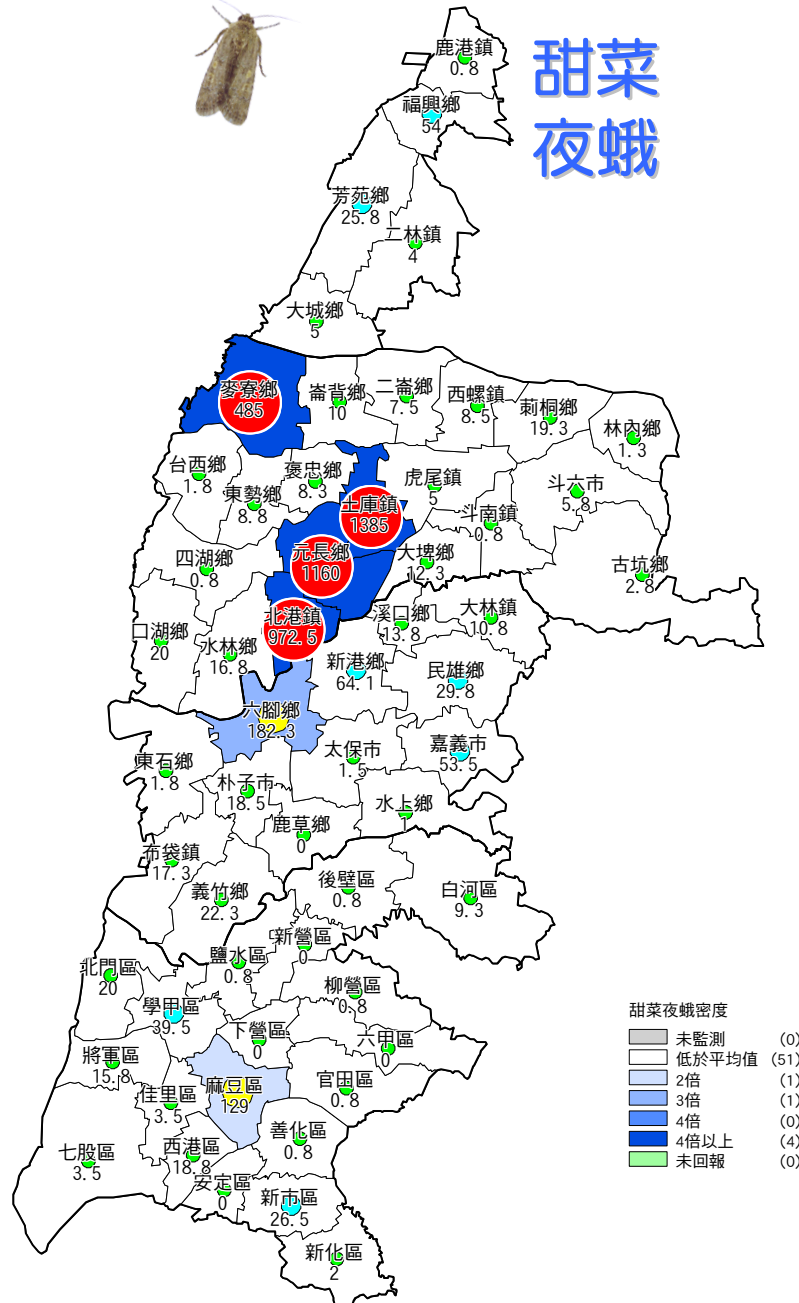 甜菜
夜蛾
鹿港鎮
0.8
福興鄉
54
芳苑鄉
25.8
二林鎮
4
大城鄉
5
麥寮鄉
485
崙背鄉
10
二崙鄉
7.5
西螺鎮
8.5
莿桐鄉
19.3
林內鄉
1.3
台西鄉
1.8
東勢鄉
8.8
褒忠鄉
8.3
土庫鎮
1385
虎尾鎮
5
斗南鎮
0.8
斗六市
5.8
古坑鄉
2.8
四湖鄉
0.8
元長鄉
1160
大埤鄉
12.3
口湖鄉
20
水林鄉
16.8
北港鎮
972.5
溪口鄉
13.8
大林鎮
10.8
新港鄉
64.1
民雄鄉
29.8
六腳鄉
182.3
太保市
1.5
嘉義市
53.5
東石鄉
1.8
朴子市
18.5
鹿草鄉
0
水上鄉
布袋鎮
17.3
義竹鄉
22.3
後壁區
0.8
白河區
9.3
新營區
0
鹽水區
0.8
北門區
20
學甲區
39.5
柳營區
0.8
下營區
0
六甲區
0
將軍區
15.8
佳里區
3.5
麻豆區
129
官田區
0.8
七股區
3.5
西港區
18.8
善化區
0.8
安定區
0
新市區
26.5
新化區
2
甜菜夜蛾密度
未監測 (0)
低於平均值 (51)
2倍 (1)
3倍 (1)
4倍 (0)
4倍以上 (4)
未回報 (0)